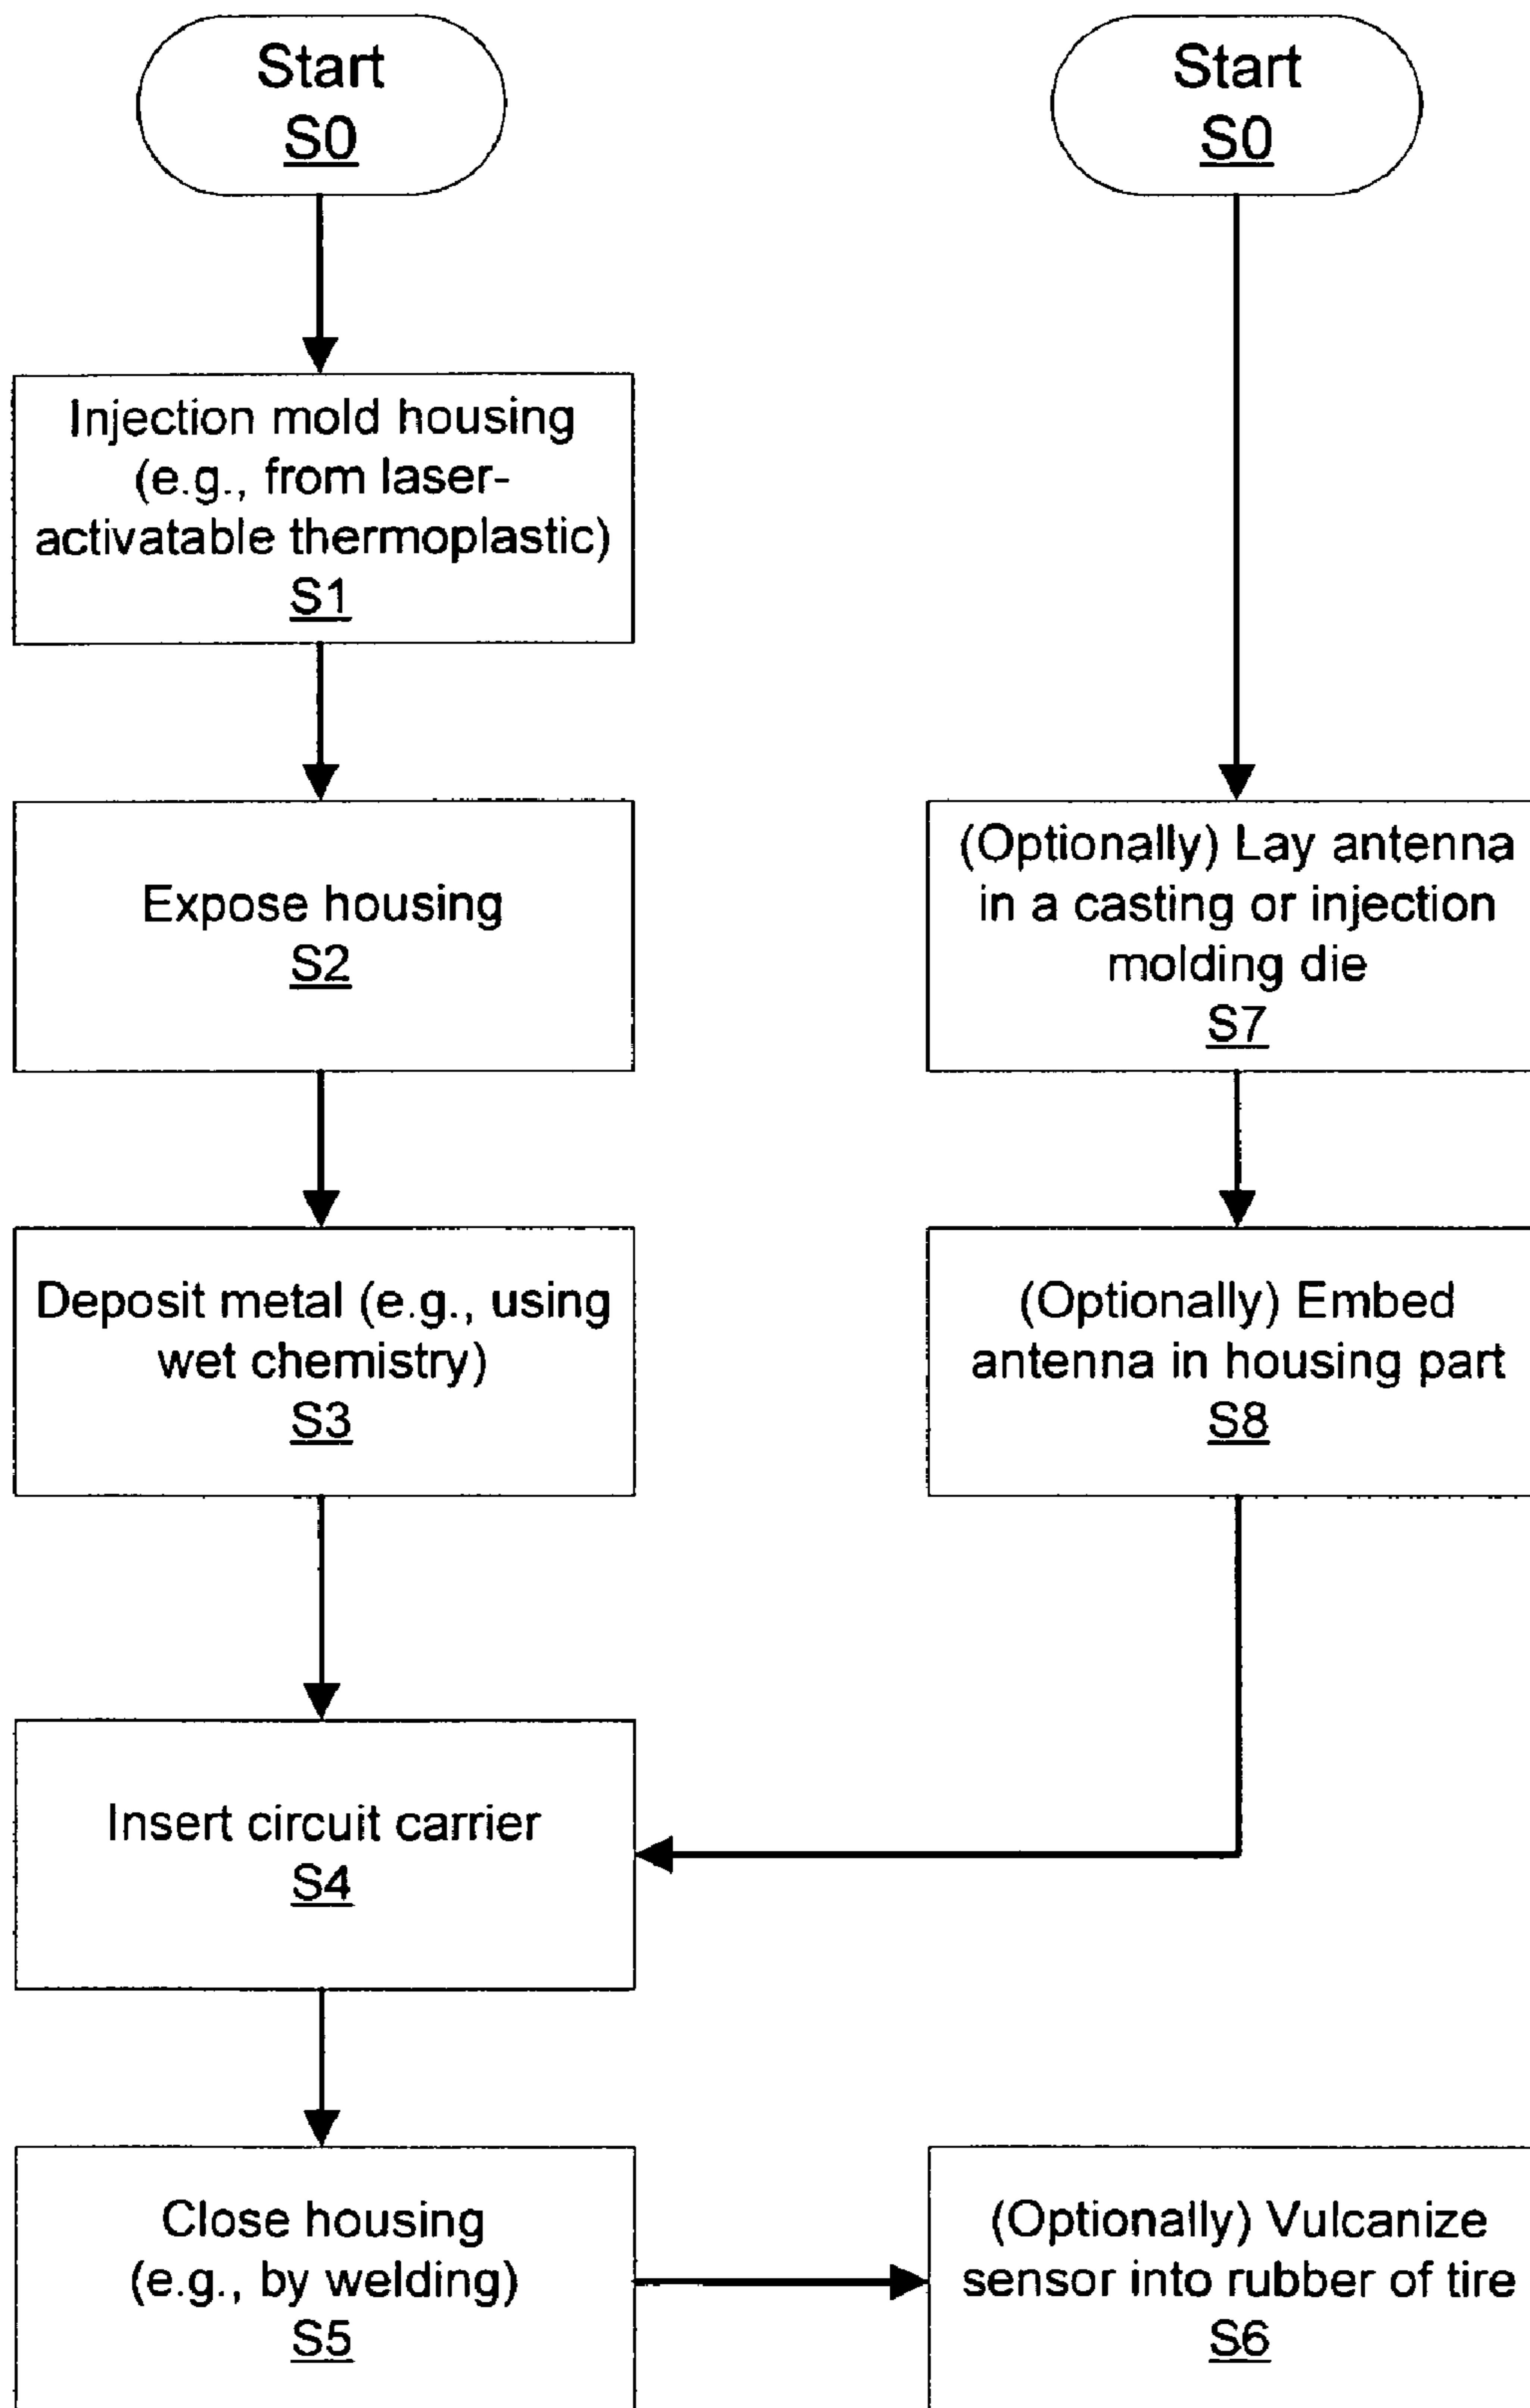 Start
S0
Injection mold housing
(e.g., from laser-
activatable thermoplastic)
S1
Expose housing
S2
Deposit metal (e.g., using
wet chemistry)
S3
Insert circuit carrier
S4
Close housing
(e.g., by welding)
S5
Start
S0
(Optionally) Lay antenna
in a casting or injection
molding die
S7
(Optionally) Embed
antenna in housing part
S8
(Optionally) Vulcanize
sensor into rubber of tire
S6